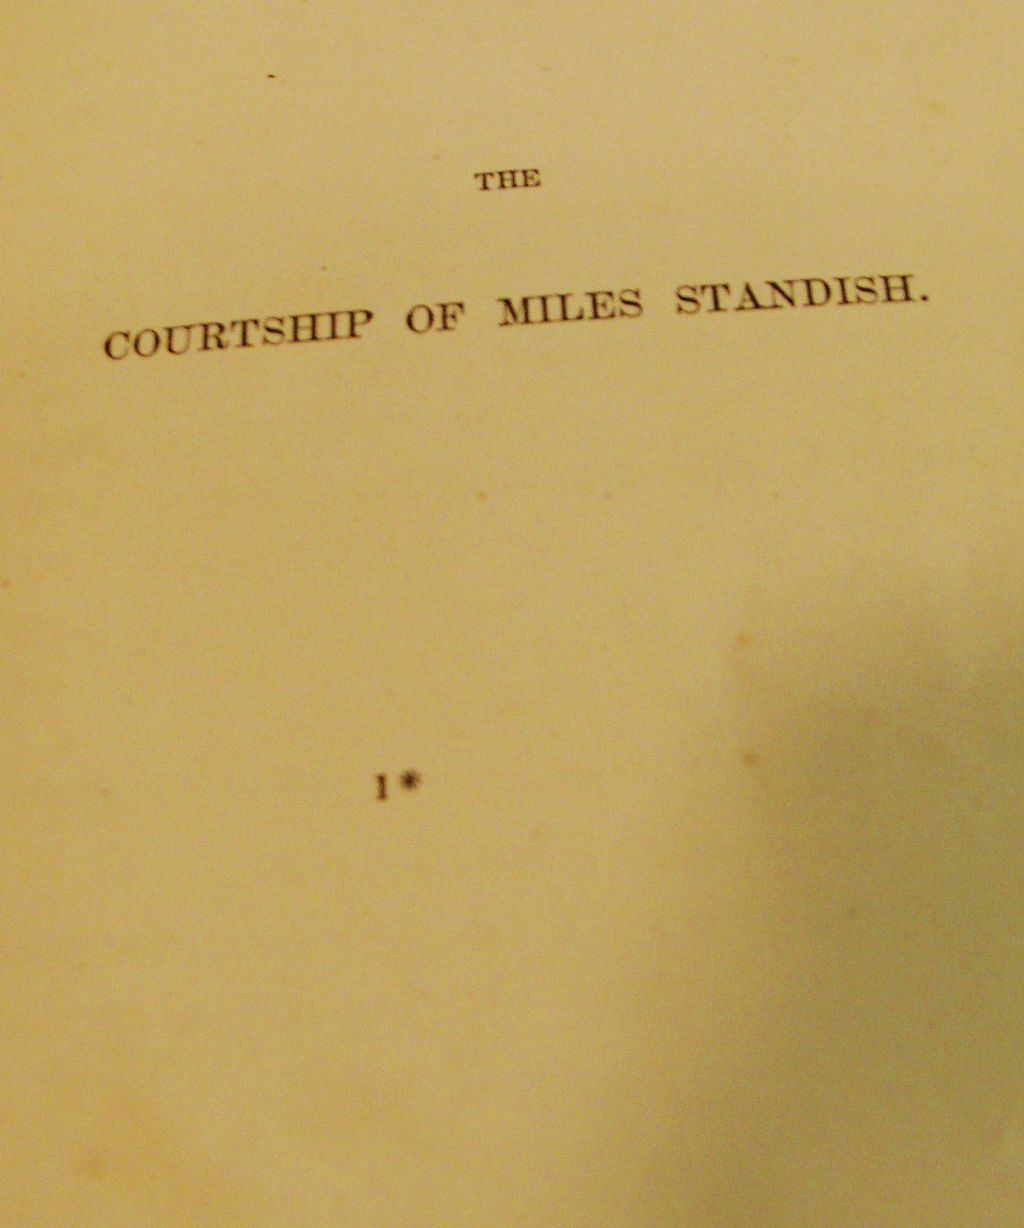 THE
COURTSHIP OF MILES STANDISH.
1*